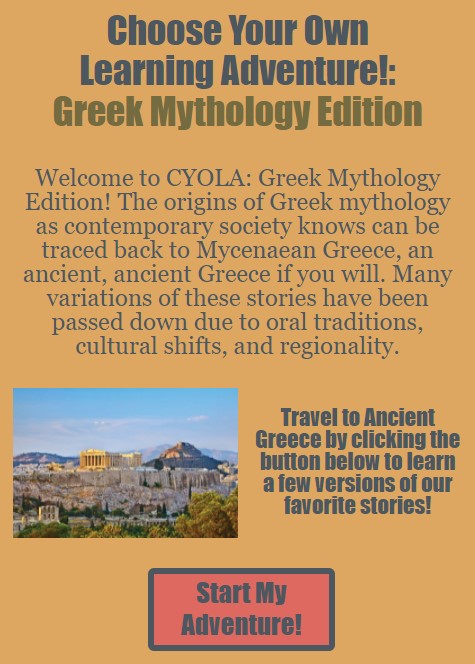 Choose Your Own
Learning Adventure!:
Greek Mythology Edition
Welcome to CYOLA: Greek Mythology
Edition! The origins of Greek mythology
as contemporary society knows can be
traced back to Mycenaean Greece, an
ancient, ancient Greece if you will. Many
variations of these stories have been
passed down due to oral traditions,
cultural shifts, and regionality.
Travel to Ancient
Greece by clicking the
button below to learn
a few versions of our
favorite stories!
Start My
Adventure!